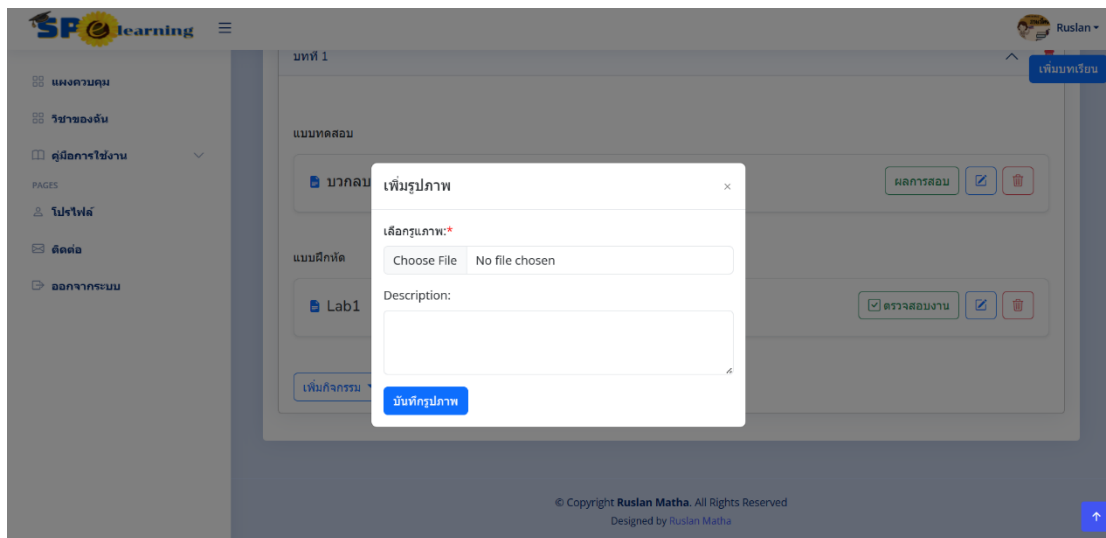 SP e learning
Ruslan
บทที่ 1
เพิ่มบทเรียน
แผงควบคุม
วิชาของฉัน
คู่มือการใช้งาน
PAGES
โปรไฟล์
ติดต่อ
ออกจากระบบ
แบบทดสอบ
บวกลบ
ผลการสอบ
เพิ่มรูปภาพ
×
เลือกรูแภาพ:*
Choose File No file chosen
Description:
บันทึกรูปภาพ
แบบฝึกหัด
Lab1
ตรวจสอบงาน
เพิ่มกิจกรรม
© Copyright Ruslan Matha. All Rights Reserved
Designed by Ruslan Matha